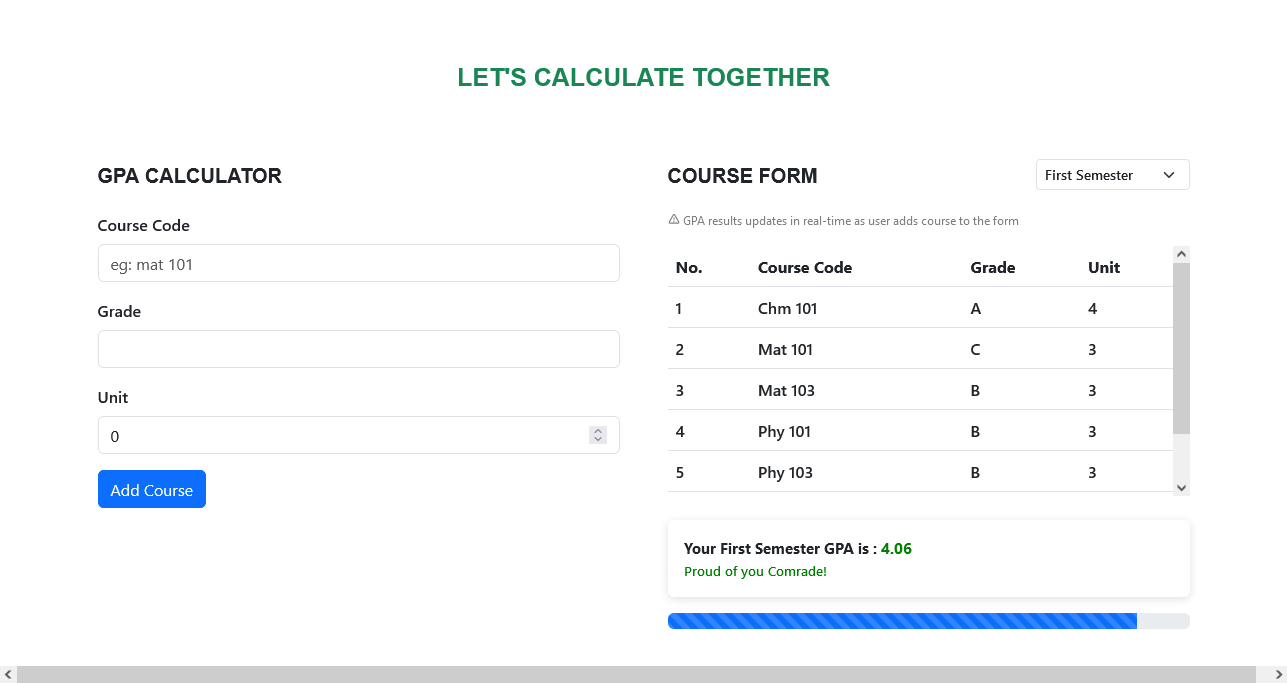 LET'S CALCULATE TOGETHER
GPA CALCULATOR
Course Code
eg: mat 101
Grade
Unit
0
Add Course
COURSE FORM
First Semester
GPA results updates in real-time as user adds course to the form
No. Course Code Grade Unit
1 Chm 101 A 4
2 Mat 101 C 3
3 Mat 103 B 3
4 Phy 101 B 3
5 Phy 103 B 3
Your First Semester GPA is : 4.06
Proud of you Comrade!